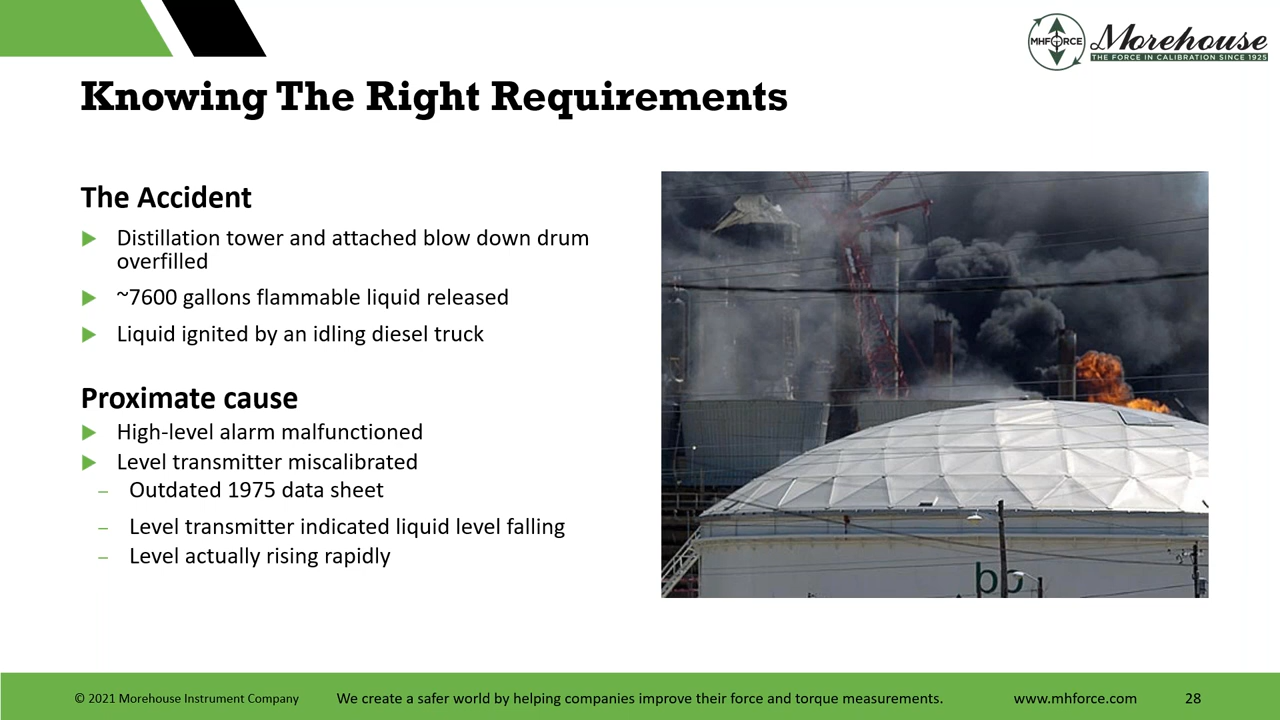 MHFORCE
Morehouse
THE FORCE IN CALIBRATION SINCE 1925
Knowing The Right Requirements
The Accident
Distillation tower and attached blow down drum
overfilled
~7600 gallons flammable liquid released
Liquid ignited by an idling diesel truck
Proximate cause
High-level alarm malfunctioned
Level transmitter miscalibrated
– Outdated 1975 data sheet
– Level transmitter indicated liquid level falling
– Level actually rising rapidly
bp
© 2021 Morehouse Instrument Company
We create a safer world by helping companies improve their force and torque measurements.
www.mhforce.com
28